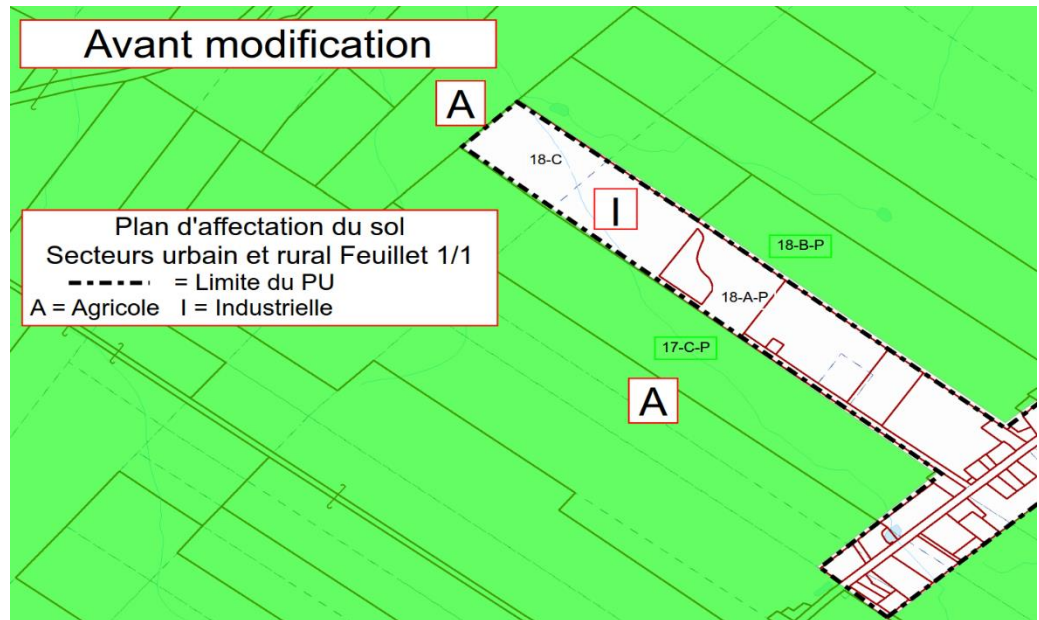 Avant modification
A
18-C
I
Plan d'affectation du sol
Secteurs urbain et rural Feuillet 1/1
= Limite du PU
A = Agricole I = Industrielle
18-B-P
18-A-P
17-C-P
A